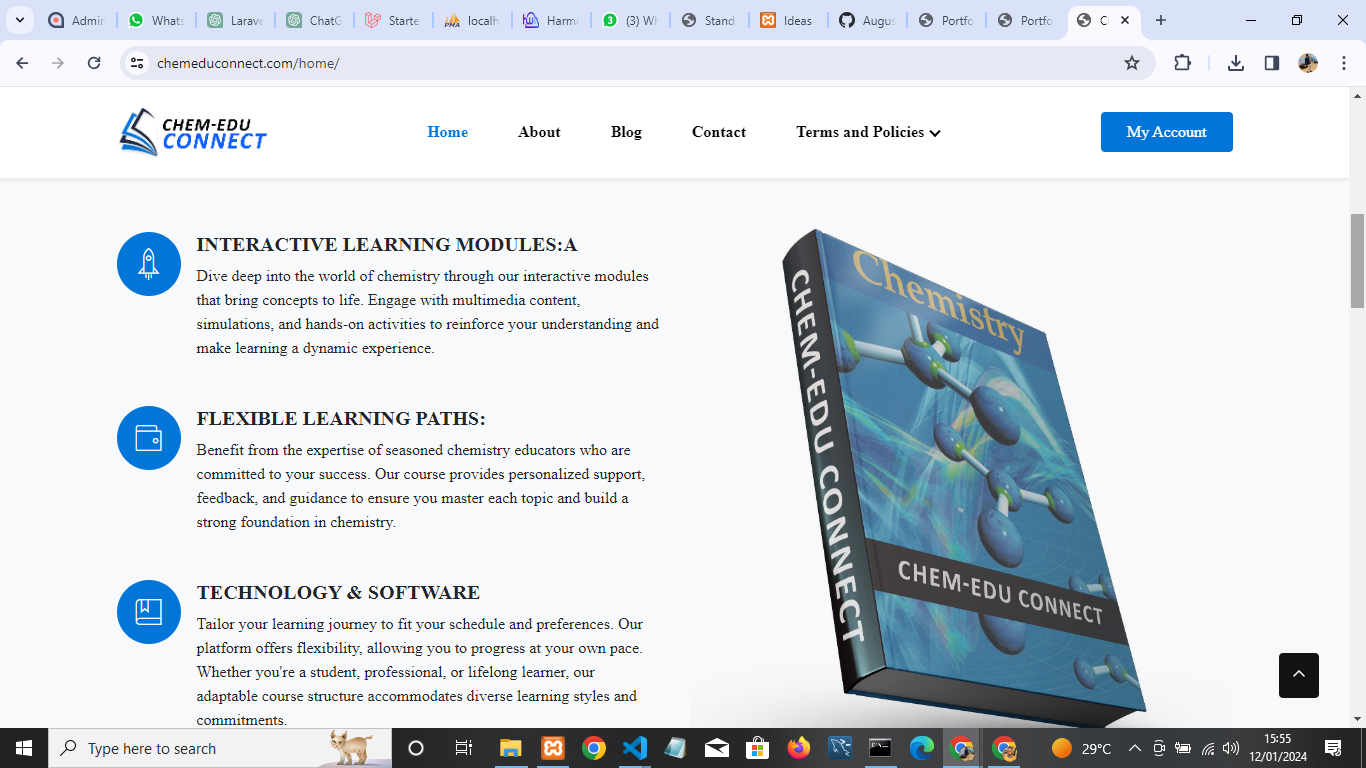 Admin
Whats
Larave
ChatG
Starte
PMA
localh
Harmo
3
(3) Wh
Stand
Ideas
Augus
Portfo
Portfo
C
chemeduconnect.com/home/
CHEM-EDU
CONNECT
Home
About
Blog
Contact
Terms and Policies
My Account
INTERACTIVE LEARNING MODULES:A
Dive deep into the world of chemistry through our interactive modules
that bring concepts to life. Engage with multimedia content,
simulations, and hands-on activities to reinforce your understanding and
make learning a dynamic experience.
FLEXIBLE LEARNING PATHS:
Benefit from the expertise of seasoned chemistry educators who are
committed to your success. Our course provides personalized support,
feedback, and guidance to ensure you master each topic and build a
strong foundation in chemistry.
TECHNOLOGY & SOFTWARE
Tailor your learning journey to fit your schedule and preferences. Our
platform offers flexibility, allowing you to progress at your own pace.
Whether you're a student, professional, or lifelong learner, our
adaptable course structure accommodates diverse learning styles and
commitments.
Chemistry
CHEM-EDU CONNECT
CHEM-EDU CONNECT
Type here to search
29°C
15:55
12/01/2024